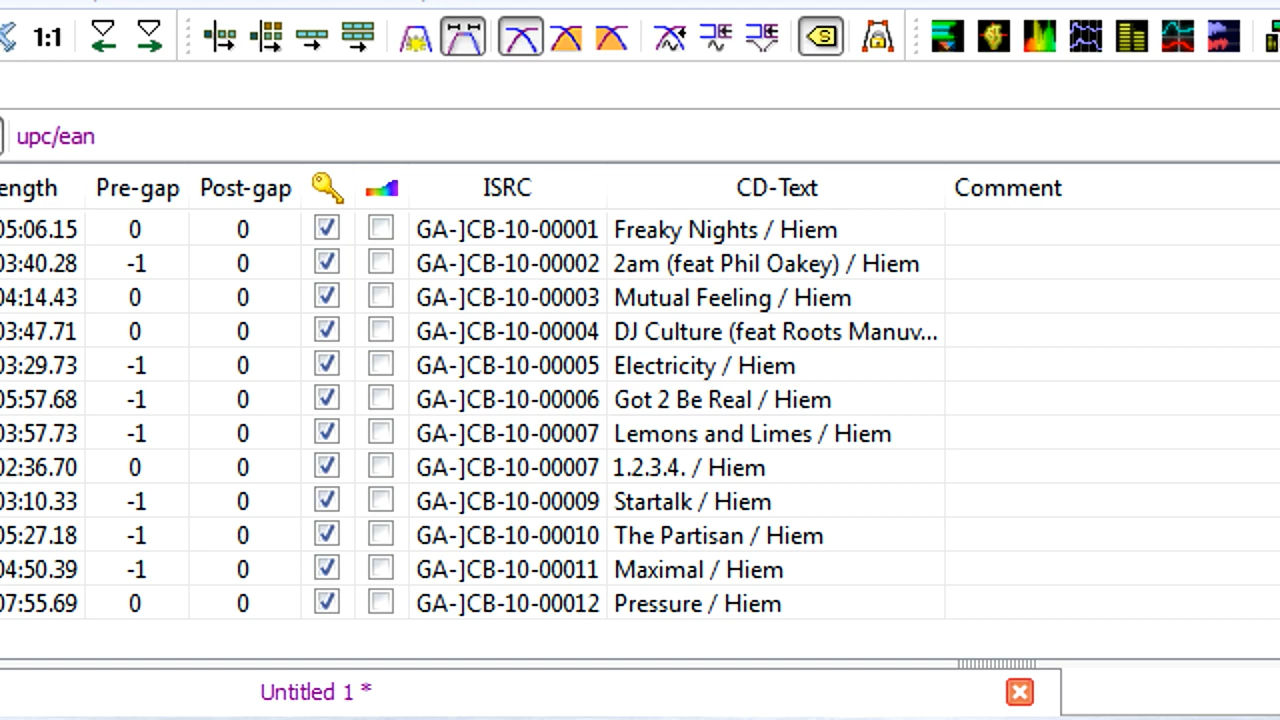 1:1
upc/ean
ength Pre-gap Post-gap ISRC CD-Text Comment
05:06.15 0 0 GA-]CB-10-00001 Freaky Nights / Hiem
03:40.28 -1 0 GA-]CB-10-00002 2am (feat Phil Oakey) / Hiem
04:14.43 0 0 GA-]CB-10-00003 Mutual Feeling / Hiem
03:47.71 0 0 GA-]CB-10-00004 DJ Culture (feat Roots Manuv...
03:29.73 -1 0 GA-]CB-10-00005 Electricity / Hiem
05:57.68 -1 0 GA-]CB-10-00006 Got 2 Be Real / Hiem
03:57.73 -1 0 GA-]CB-10-00007 Lemons and Limes / Hiem
02:36.70 0 0 GA-]CB-10-00007 1.2.3.4. / Hiem
03:10.33 -1 0 GA-]CB-10-00009 Startalk / Hiem
05:27.18 -1 0 GA-]CB-10-00010 The Partisan / Hiem
04:50.39 -1 0 GA-]CB-10-00011 Maximal / Hiem
07:55.69 0 0 GA-]CB-10-00012 Pressure / Hiem
Untitled 1 *